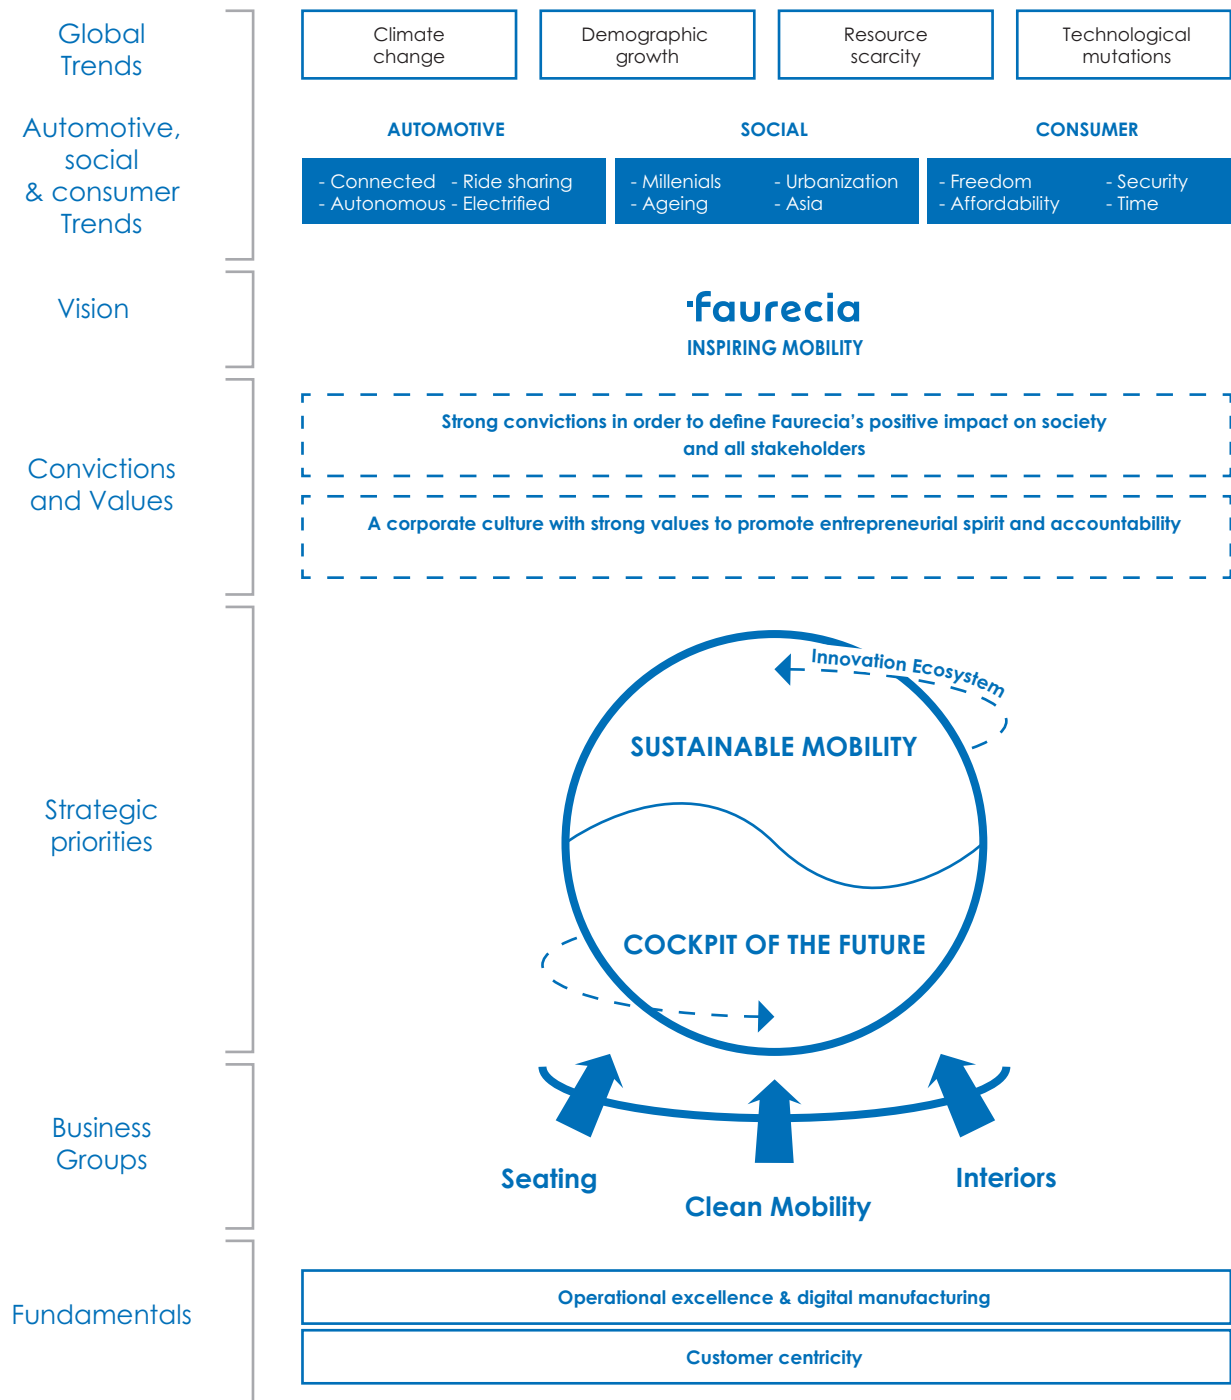 Global
Trends
Climate
change
Demographic
growth
Resource
scarcity
Technological
mutations
Automotive,
social
& consumer
Trends
AUTOMOTIVE
SOCIAL
CONSUMER
- Connected - Ride sharing
- Autonomous - Electrified
- Millenials - Urbanization
- Ageing - Asia
- Freedom - Security
- Affordability - Time
Vision
faurecia
INSPIRING MOBILITY
Convictions
and Values
Strong convictions in order to define Faurecia's positive impact on society
and all stakeholders
A corporate culture with strong values to promote entrepreneurial spirit and accountability
Strategic
priorities
Innovation Ecosystem
SUSTAINABLE MOBILITY
COCKPIT OF THE FUTURE
Business
Groups
Seating
Clean Mobility
Interiors
Fundamentals
Operational excellence & digital manufacturing
Customer centricity